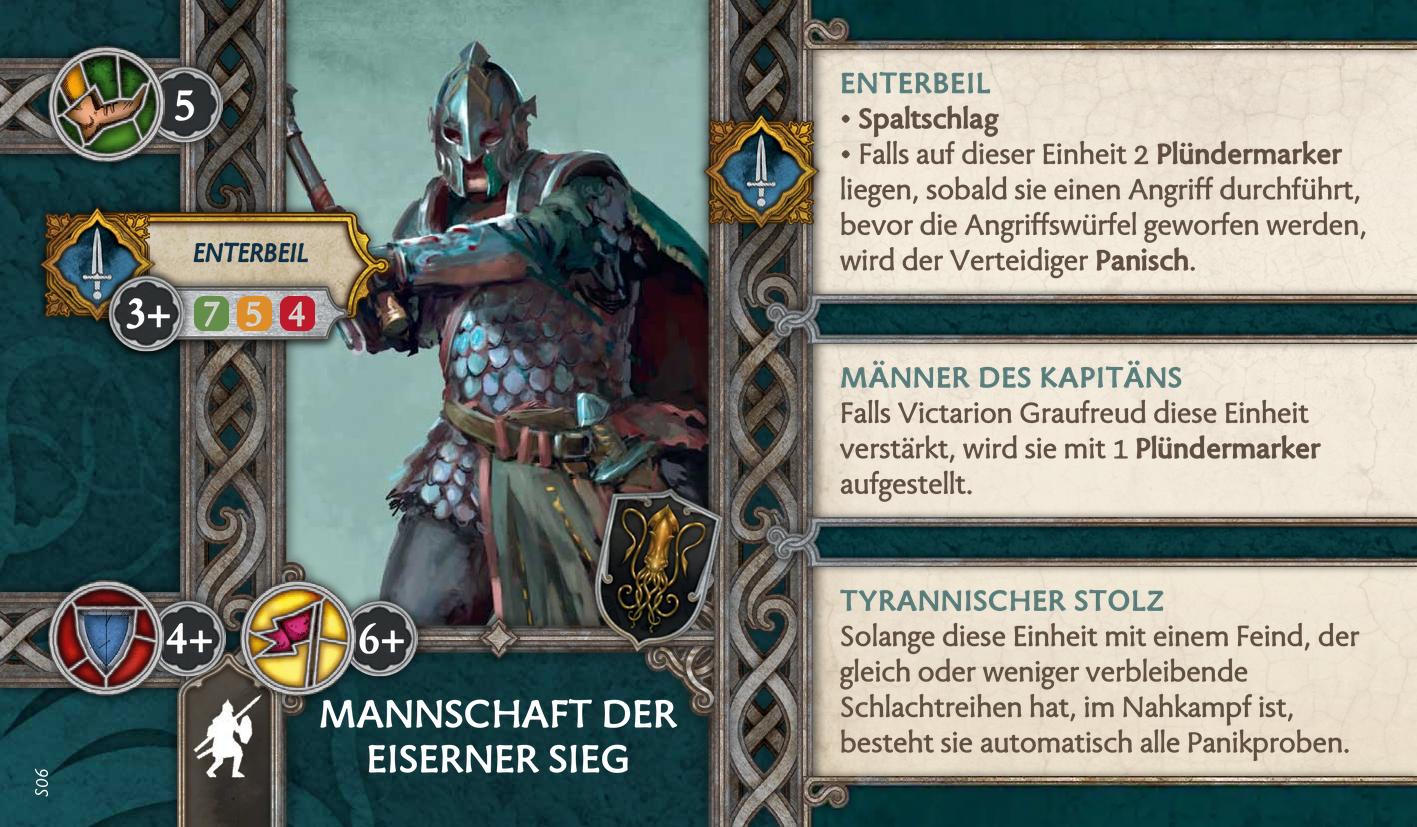 5
ENTERBEIL
3+ 7 5 4
4+ 6+
MANNSCHAFT DER
EISERNER SIEG
S06
ENTERBEIL
• Spaltschlag
• Falls auf dieser Einheit 2 Plündermarker
liegen, sobald sie einen Angriff durchführt,
bevor die Angriffswürfel geworfen werden,
wird der Verteidiger Panisch.
MÄNNER DES KAPITÄNS
Falls Victarion Graufreud diese Einheit
verstärkt, wird sie mit 1 Plündermarker
aufgestellt.
TYRANNISCHER STOLZ
Solange diese Einheit mit einem Feind, der
gleich oder weniger verbleibende
Schlachtreihen hat, im Nahkampf ist,
besteht sie automatisch alle Panikproben.